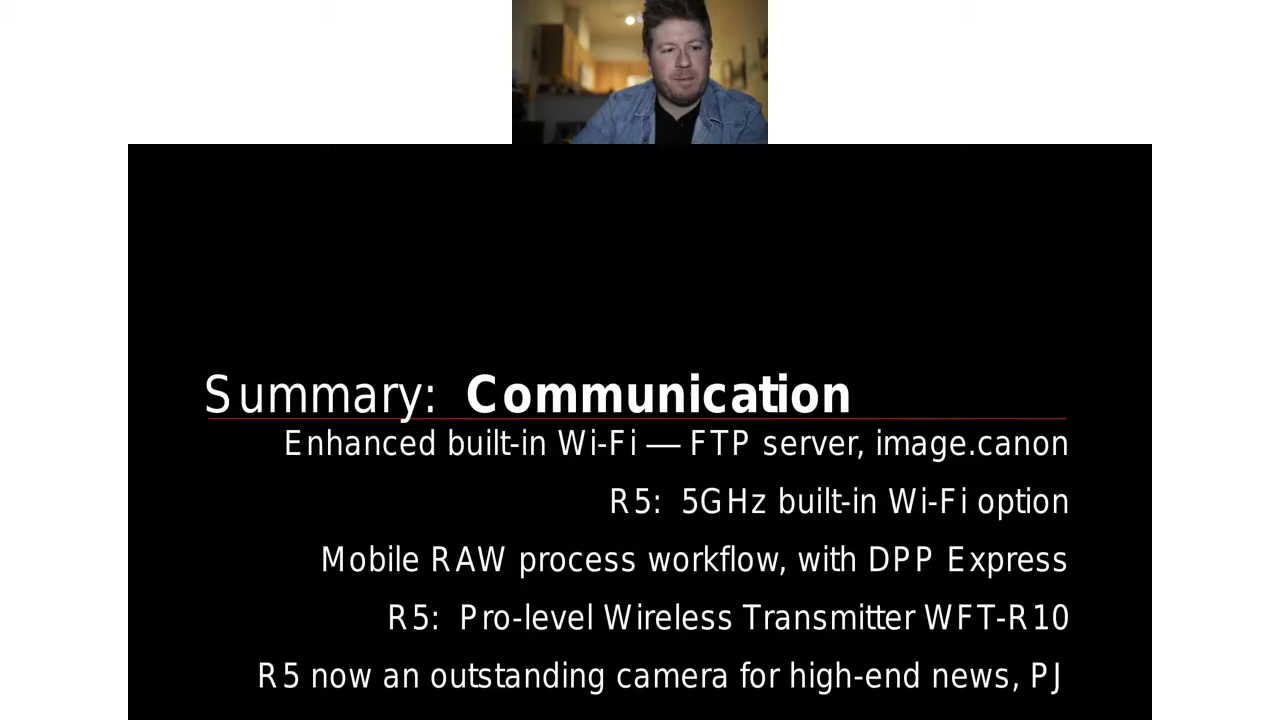 Summary: Communication
Enhanced built-in Wi-Fi — FTP server, image.canon
R5: 5GHz built-in Wi-Fi option
Mobile RAW process workflow, with DPP Express
R5: Pro-level Wireless Transmitter WFT-R10
R5 now an outstanding camera for high-end news, PJ